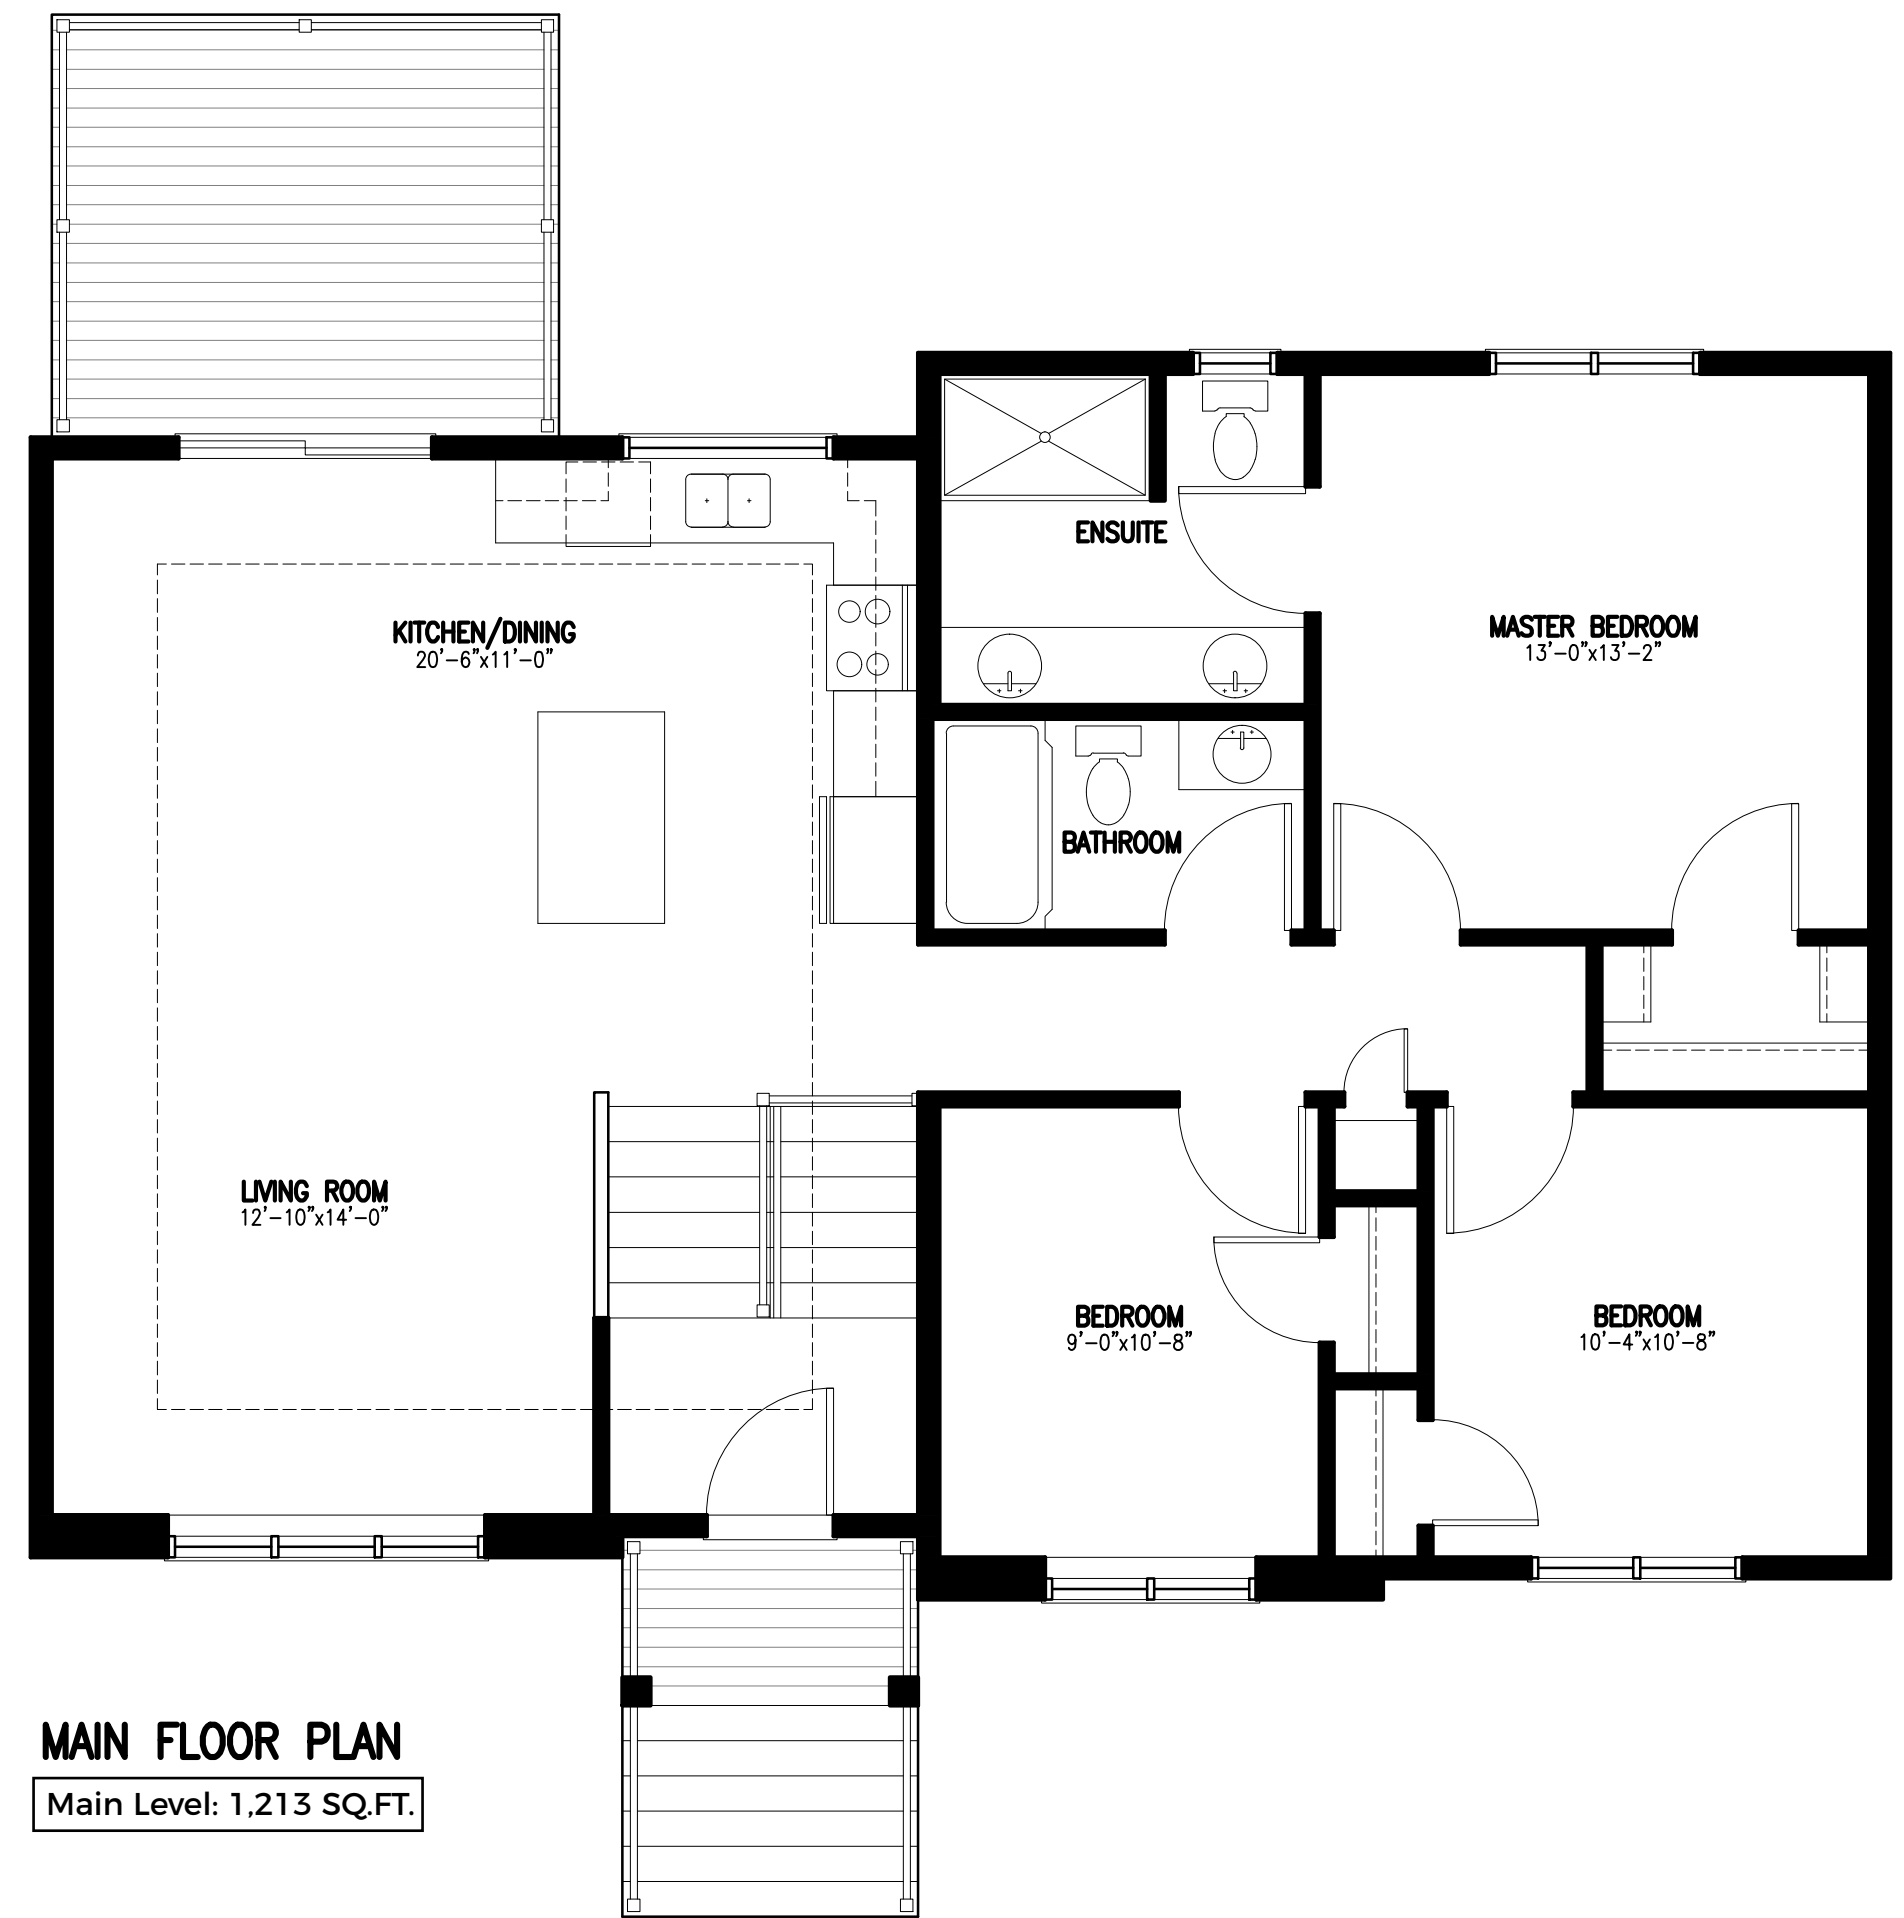 ENSUITE
KITCHEN/DINING
20'-6"x11'-0"
MASTER BEDROOM
13'-0"x13'-2"
BATHROOM
LIVING ROOM
12'-10"x14'-0"
BEDROOM
9'-0"x10'-8"
BEDROOM
10'-4"x10'-8"
MAIN FLOOR PLAN
Main Level: 1,213 SQ.FT.